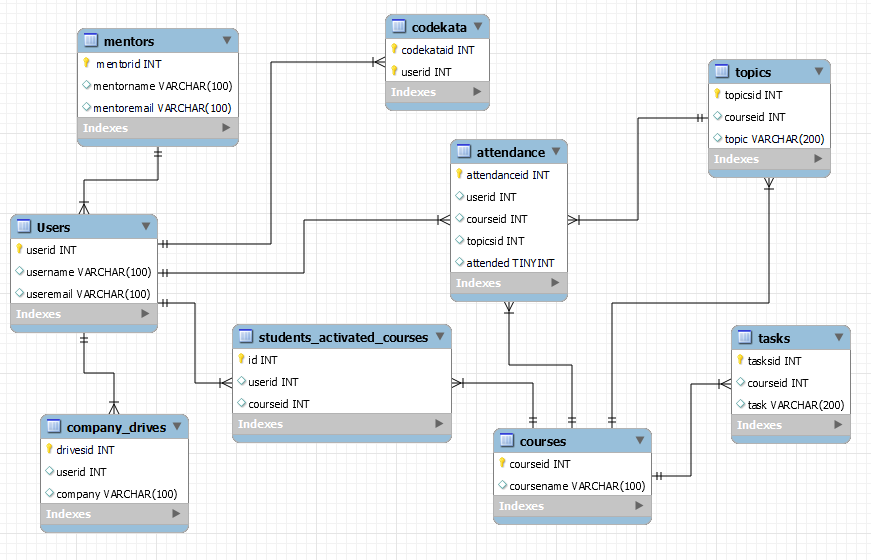 mentors
mentorid INT
mentorname VARCHAR(100)
mentoremail VARCHAR(100)
Indexes
codekata
codekataid INT
userid INT
Indexes
topics
topicsid INT
courseid INT
topic VARCHAR(200)
Indexes
attendance
attendanceid INT
userid INT
courseid INT
topicsid INT
attended TINYINT
Indexes
Users
userid INT
username VARCHAR(100)
useremail VARCHAR(100)
Indexes
students_activated_courses
id INT
userid INT
courseid INT
Indexes
tasks
tasksid INT
courseid INT
task VARCHAR(200)
Indexes
company_drives
drivesid INT
userid INT
company VARCHAR(100)
Indexes
courses
courseid INT
coursename VARCHAR(100)
Indexes